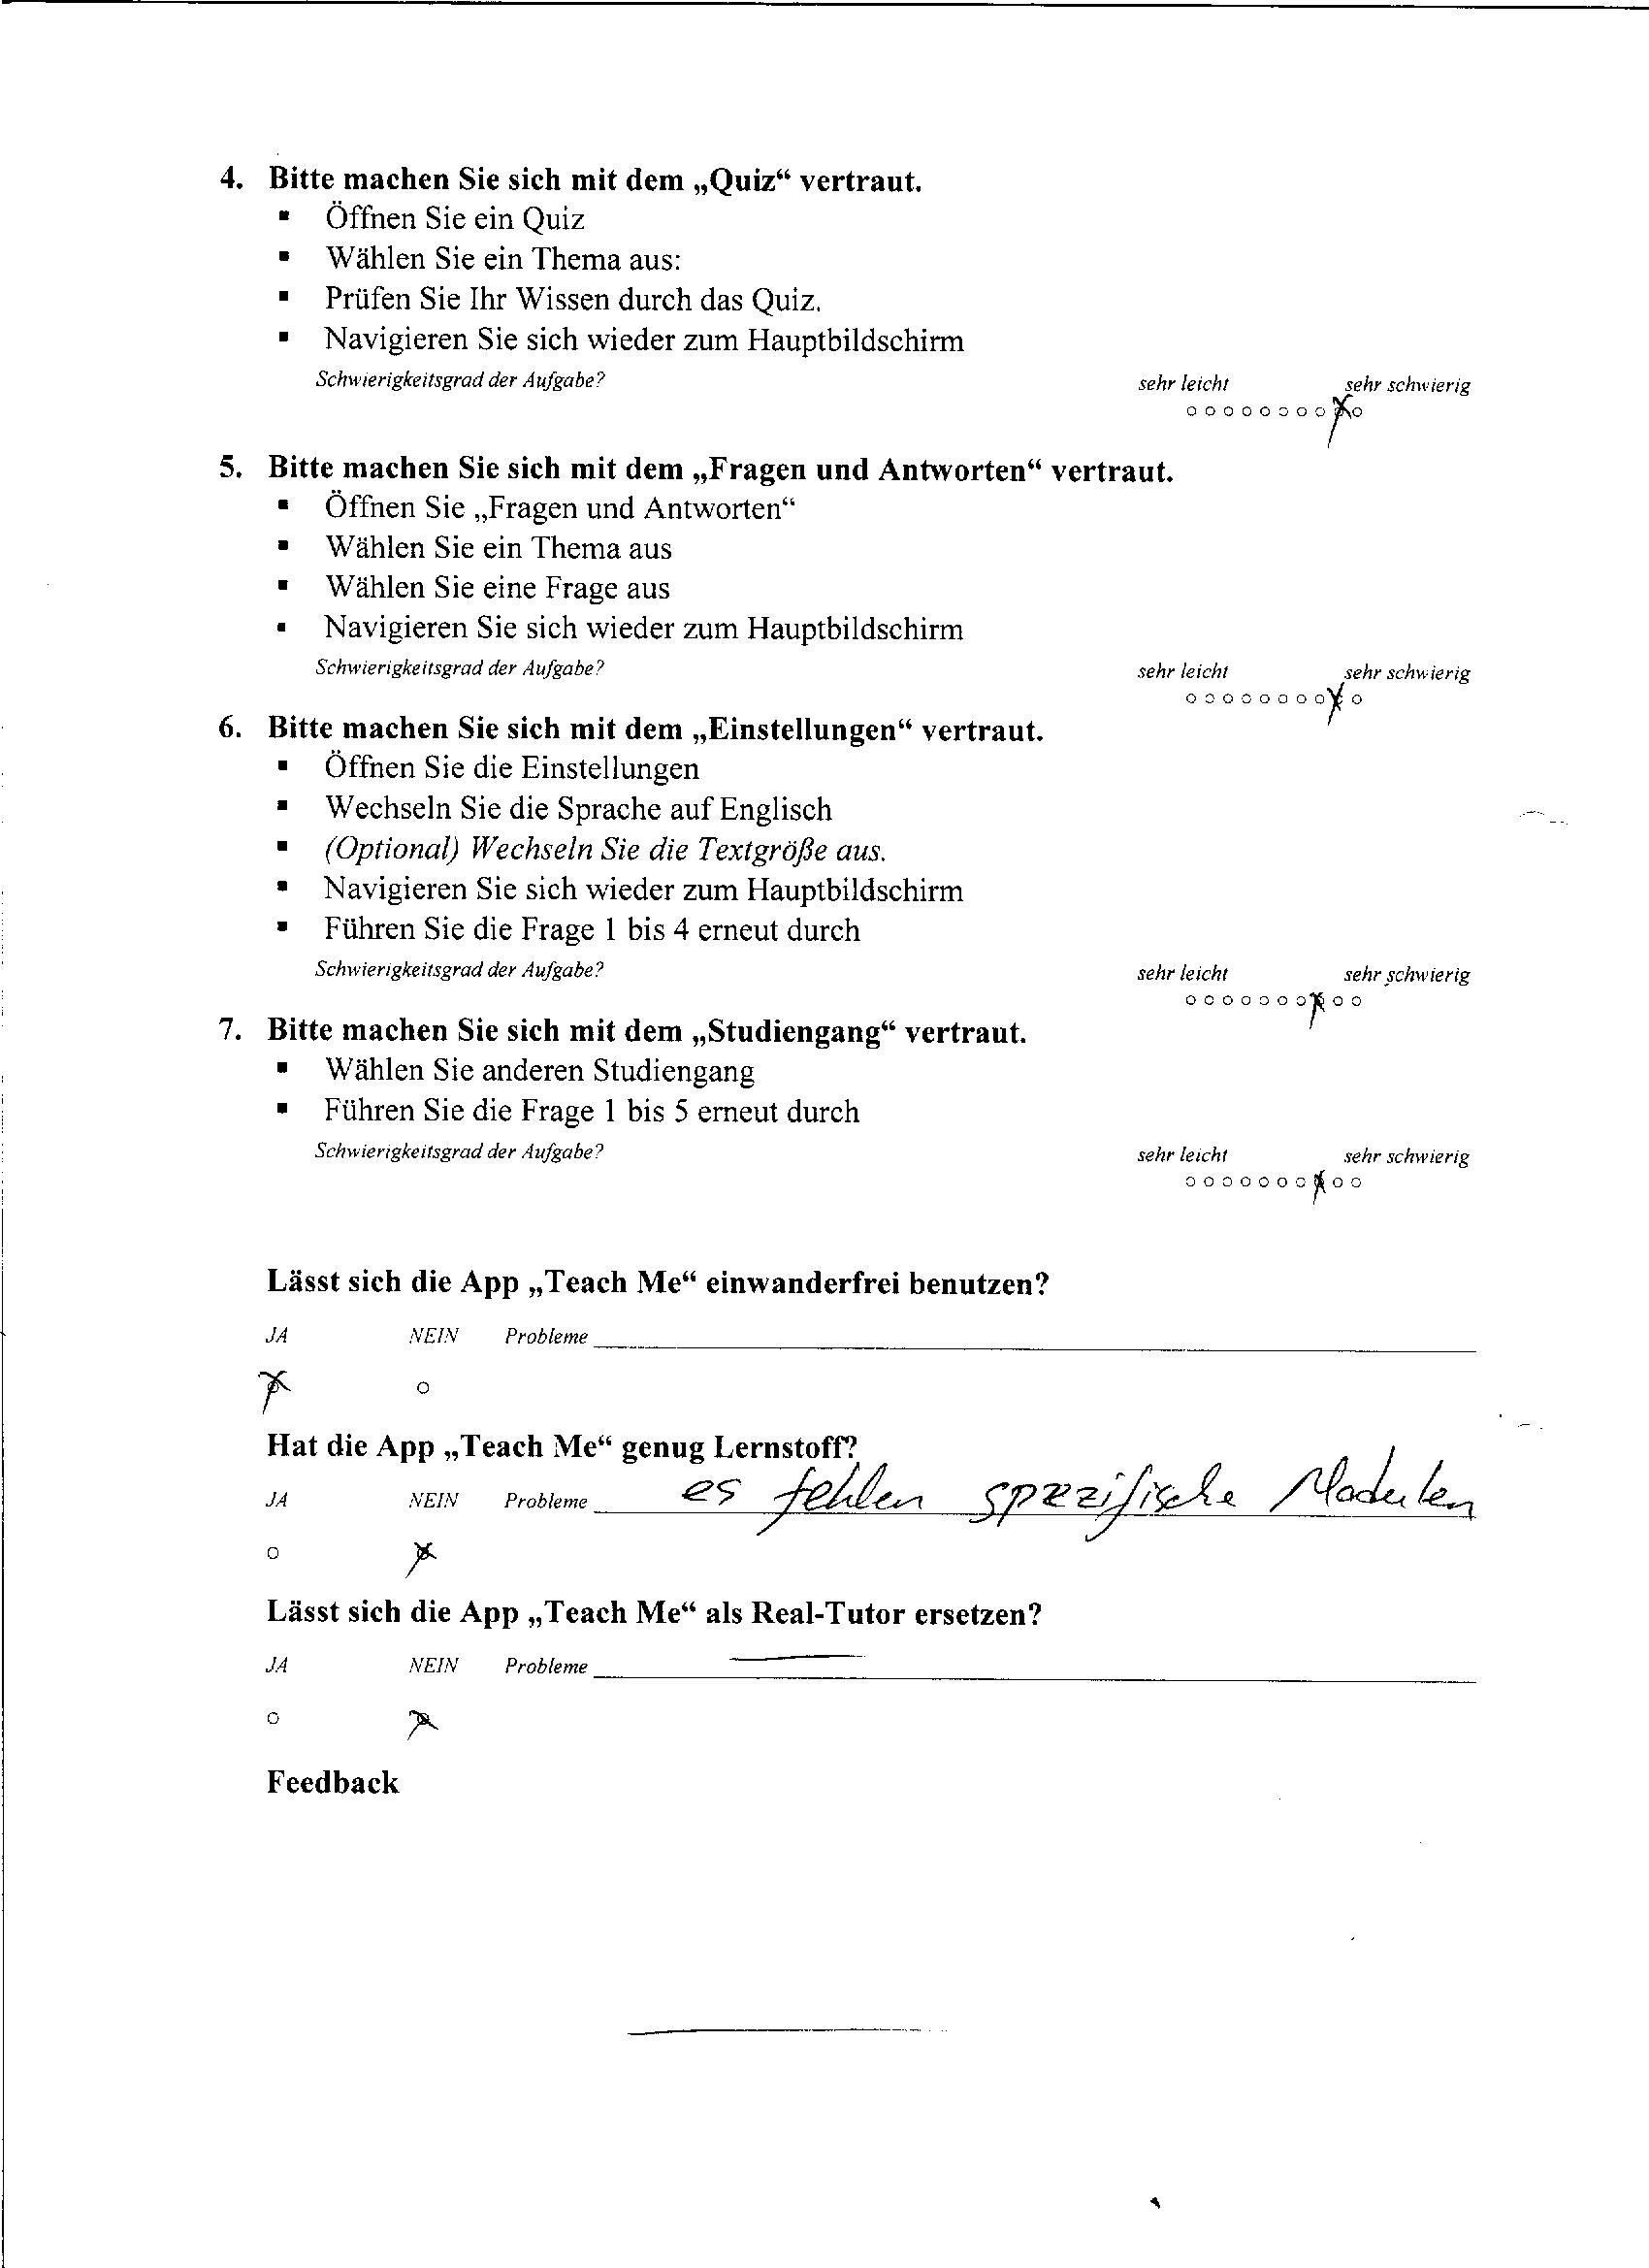 4. Bitte machen Sie sich mit dem „Quiz“ vertraut.
▪ Öffnen Sie ein Quiz
▪ Wählen Sie ein Thema aus:
▪ Prüfen Sie Ihr Wissen durch das Quiz.
▪ Navigieren Sie sich wieder zum Hauptbildschirm
Schwierigkeitsgrad der Aufgabe? sehr leicht sehr schwierig
5. Bitte machen Sie sich mit dem „Fragen und Antworten“ vertraut.
▪ Öffnen Sie „Fragen und Antworten“
▪ Wählen Sie ein Thema aus
▪ Wählen Sie eine Frage aus
▪ Navigieren Sie sich wieder zum Hauptbildschirm
Schwierigkeitsgrad der Aufgabe? sehr leicht sehr schwierig
6. Bitte machen Sie sich mit dem „Einstellungen“ vertraut.
▪ Öffnen Sie die Einstellungen
▪ Wechseln Sie die Sprache auf Englisch
▪ (Optional) Wechseln Sie die Textgröße aus.
▪ Navigieren Sie sich wieder zum Hauptbildschirm
▪ Führen Sie die Frage 1 bis 4 erneut durch
Schwierigkeitsgrad der Aufgabe? sehr leicht sehr schwierig
7. Bitte machen Sie sich mit dem „Studiengang“ vertraut.
▪ Wählen Sie anderen Studiengang
▪ Führen Sie die Frage 1 bis 5 erneut durch
Schwierigkeitsgrad der Aufgabe? sehr leicht sehr schwierig
Lässt sich die App „Teach Me“ einwanderfrei benutzen?
JA NEIN Probleme
Hat die App „Teach Me“ genug Lernstoff?
JA NEIN Probleme es fehlen spezifische Modulen
Lässt sich die App „Teach Me“ als Real-Tutor ersetzen?
JA NEIN Probleme
Feedback